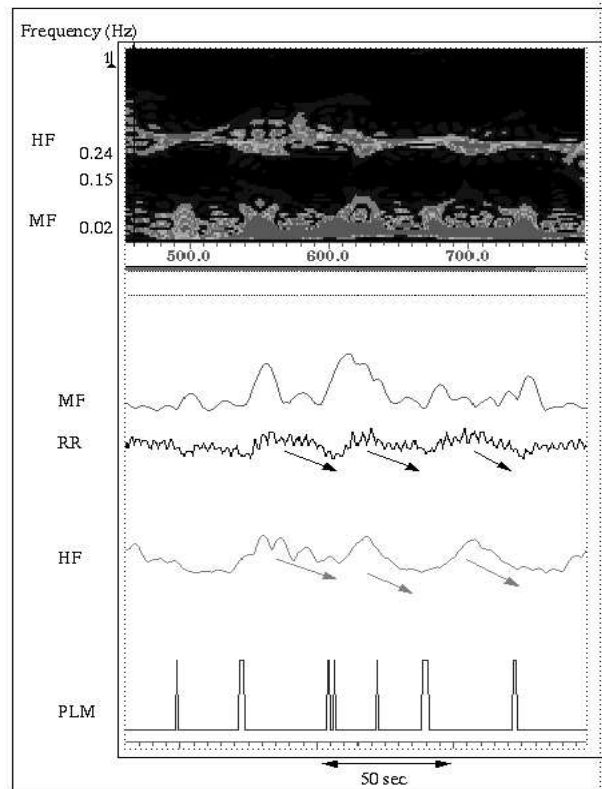 Frequency (Hz)
1
HF
0.24
0.15
MF
0.02
500.0
600.0
700.0
MF
RR
HF
PLM
50 sec